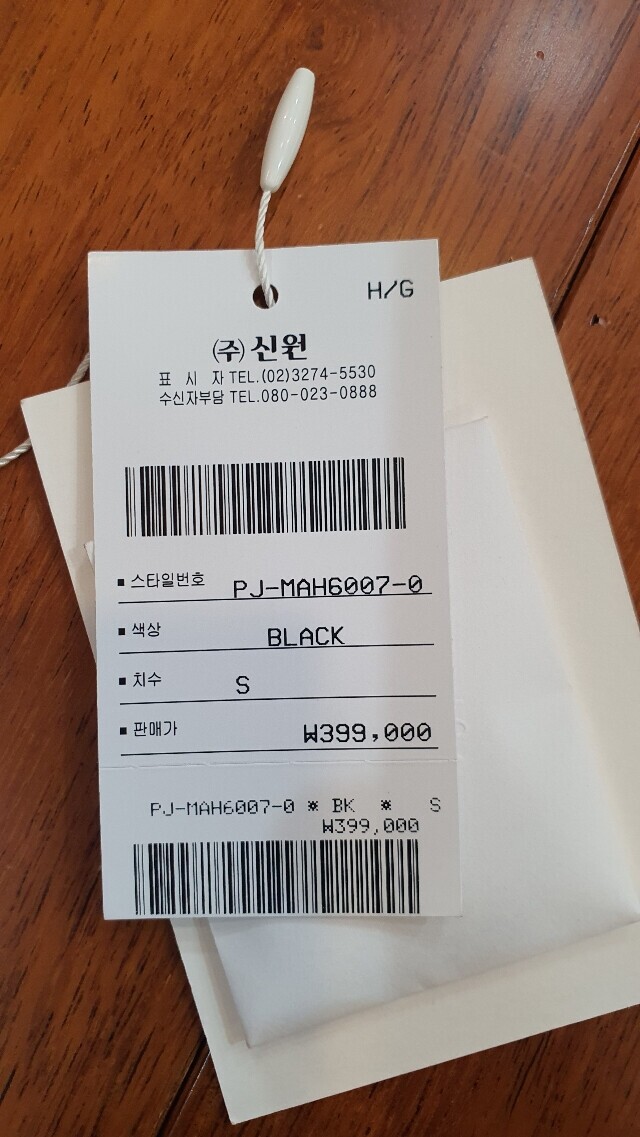 H/G
(주)신원
표 시 자 TEL.(02)3274-5530
수신자부담 TEL.080-023-0888
▪ 스타일번호 PJ-MAH6007-0
▪ 색상 BLACK
▪ 치수 S
▪ 판매가 ₩399,000
PJ-MAH6007-0 * BK * S
₩399,000